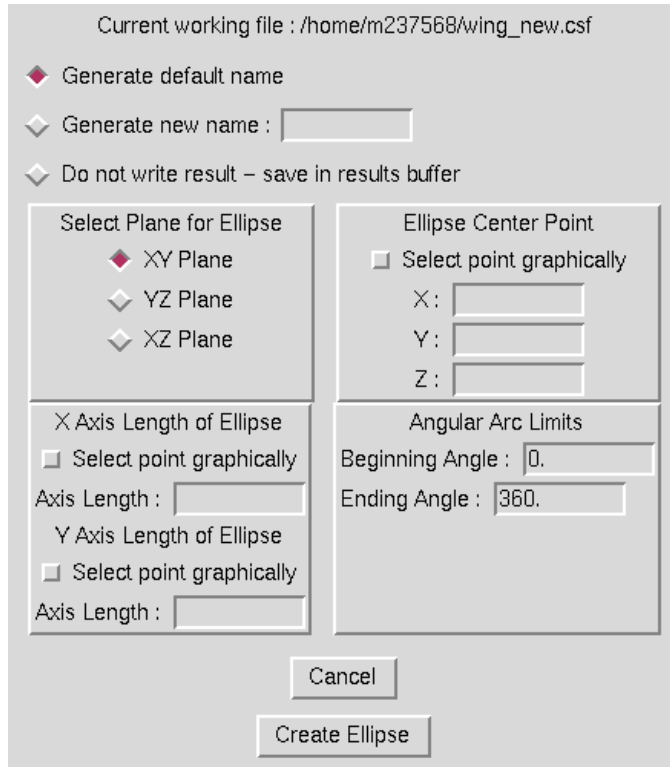 Current working file : /home/m237568/wing_new.csf
Generate default name
Generate new name :
Do not write result – save in results buffer
Select Plane for Ellipse
XY Plane
YZ Plane
XZ Plane
Ellipse Center Point
Select point graphically
X :
Y :
Z :
X Axis Length of Ellipse
Select point graphically
Axis Length :
Y Axis Length of Ellipse
Select point graphically
Axis Length :
Angular Arc Limits
Beginning Angle : 0.
Ending Angle : 360.
Cancel
Create Ellipse